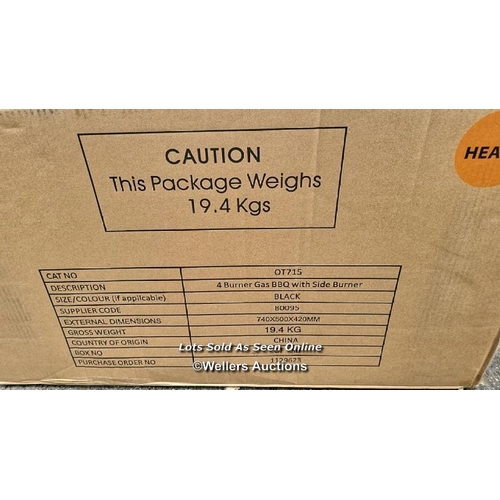 CAUTION
This Package Weighs
19.4 Kgs
HEA
CAT NO OT715
DESCRIPTION 4 Burner Gas BBQ with Side Burner
SIZE/COLOUR (if applicable) BLACK
SUPPLIER CODE 80095
EXTERNAL DIMENSIONS 740X600X420MM
GROSS WEIGHT 19.4 KG
COUNTRY OF ORIGIN CHINA
BOX NO
PURCHASE ORDER NO 1129623
Lots Sold As Seen Online
©Wellers Auctions